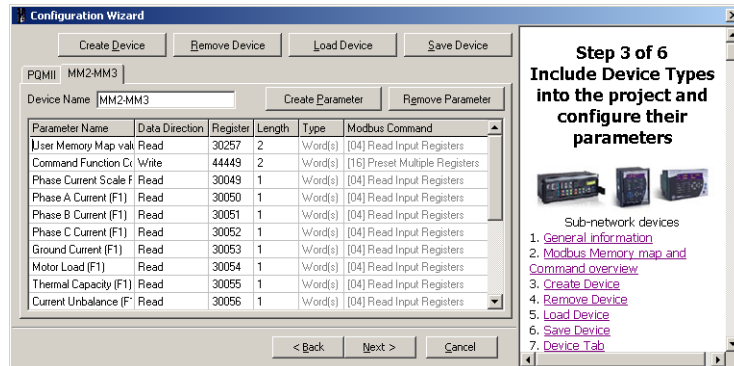 Configuration Wizard
Create Device Remove Device Load Device Save Device
PQMII MM2-MM3
Device Name MM2-MM3 Create Parameter Remove Parameter
Parameter Name Data Direction Register Length Type Modbus Command
User Memory Map valu Read 30257 2 Word(s) [04] Read Input Registers
Command Function Co Write 44449 2 Word(s) [16] Preset Multiple Registers
Phase Current Scale F Read 30049 1 Word(s) [04] Read Input Registers
Phase A Current (F1) Read 30050 1 Word(s) [04] Read Input Registers
Phase B Current (F1) Read 30051 1 Word(s) [04] Read Input Registers
Phase C Current (F1) Read 30052 1 Word(s) [04] Read Input Registers
Ground Current (F1) Read 30053 1 Word(s) [04] Read Input Registers
Motor Load (F1) Read 30054 1 Word(s) [04] Read Input Registers
Thermal Capacity (F1) Read 30055 1 Word(s) [04] Read Input Registers
Current Unbalance (F Read 30056 1 Word(s) [04] Read Input Registers
< Back Next > Cancel
Step 3 of 6
Include Device Types
into the project and
configure their
parameters
Sub-network devices
1. General information
2. Modbus Memory map and
Command overview
3. Create Device
4. Remove Device
5. Load Device
6. Save Device
7. Device Tab